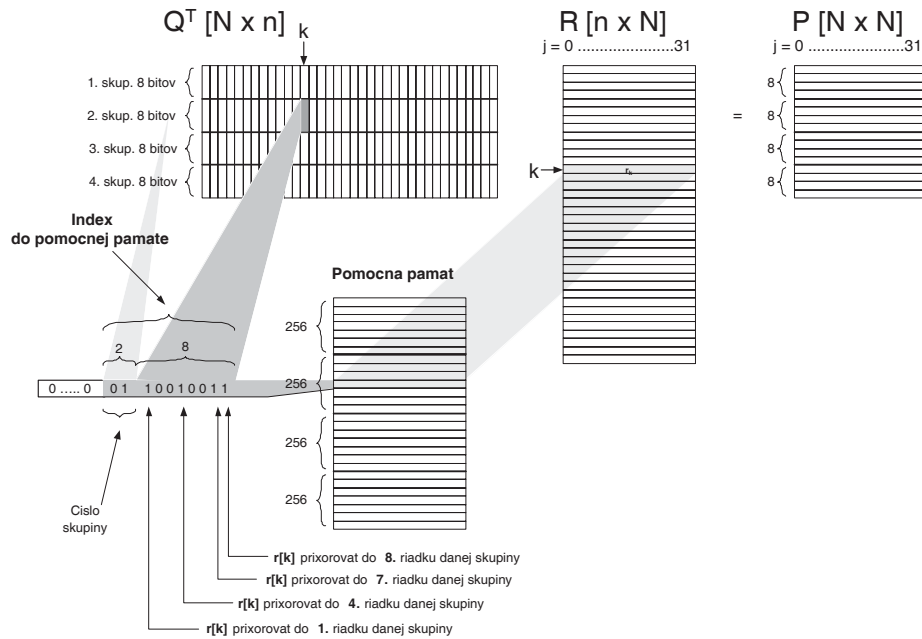 Qᵀ [N x n]
R [n x N]
P [N x N]
k
j = 0 ......................31
j = 0 ......................31
1. skup. 8 bitov
2. skup. 8 bitov
3. skup. 8 bitov
4. skup. 8 bitov
8
8
8
8
=
k
rₖ
Index
do pomocnej pamate
Pomocna pamat
256
256
256
256
2
8
0 ..... 0
0 1
1 0 0 1 0 0 1 1
Cislo
skupiny
r[k] prixorovat do 8. riadku danej skupiny
r[k] prixorovat do 7. riadku danej skupiny
r[k] prixorovat do 4. riadku danej skupiny
r[k] prixorovat do 1. riadku danej skupiny